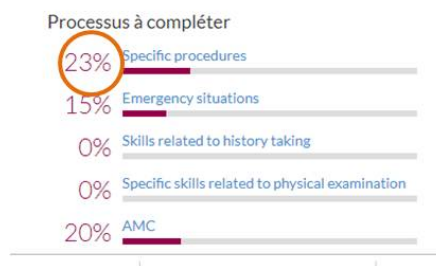 Processus à compléter
23% Specific procedures
15% Emergency situations
0% Skills related to history taking
0% Specific skills related to physical examination
20% AMC